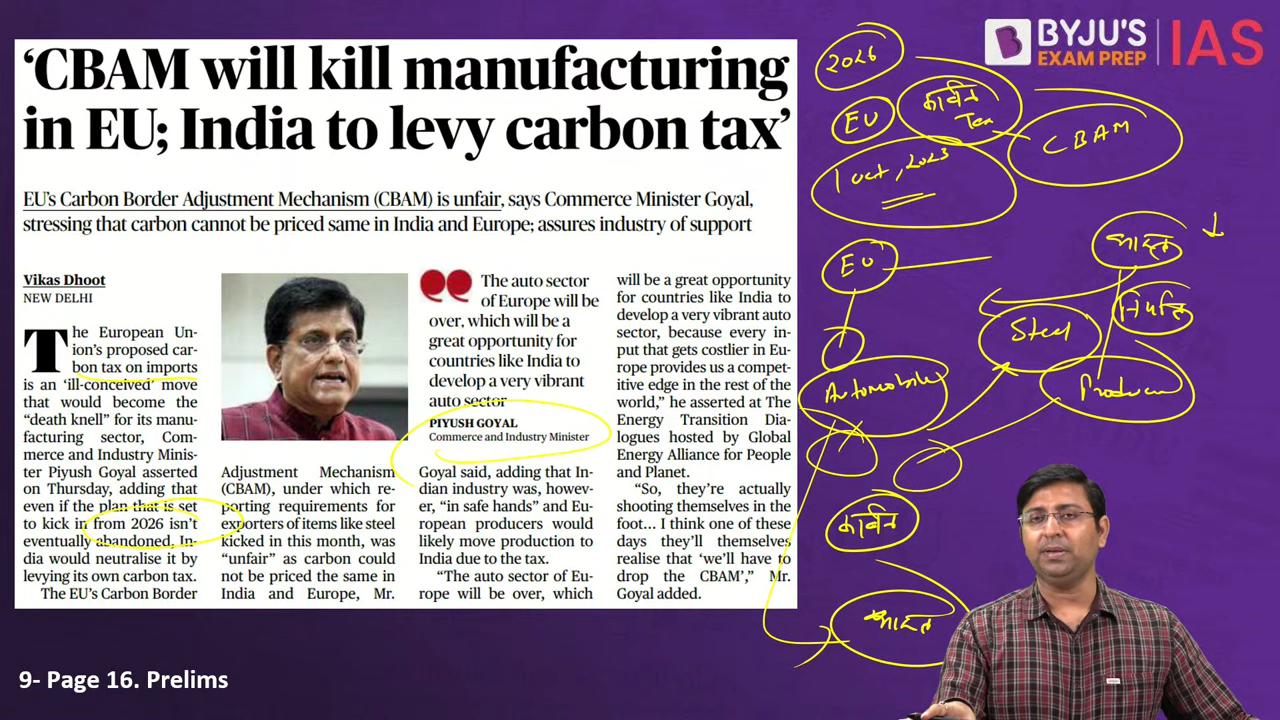 ‘CBAM will kill manufacturing
in EU; India to levy carbon tax’
EU’s Carbon Border Adjustment Mechanism (CBAM) is unfair, says Commerce Minister Goyal,
stressing that carbon cannot be priced same in India and Europe; assures industry of support
Vikas Dhoot
NEW DELHI
The European Un-
ion’s proposed car-
bon tax on imports
is an ‘ill-conceived’ move
that would become the
“death knell” for its manu-
facturing sector, Com-
merce and Industry Minis-
ter Piyush Goyal asserted
on Thursday, adding that
even if the plan that is set
to kick in from 2026 isn’t
eventually abandoned, In-
dia would neutralise it by
levying its own carbon tax.
The EU’s Carbon Border
Adjustment Mechanism
(CBAM), under which re-
porting requirements for
exporters of items like steel
kicked in this month, was
“unfair” as carbon could
not be priced the same in
India and Europe, Mr.
The auto sector
of Europe will be
over, which will be a
great opportunity for
countries like India to
develop a very vibrant
auto sector
PIYUSH GOYAL
Commerce and Industry Minister
Goyal said, adding that In-
dian industry was, howev-
er, “in safe hands” and Eu-
ropean producers would
likely move production to
India due to the tax.
“The auto sector of Eu-
rope will be over, which
will be a great opportunity
for countries like India to
develop a very vibrant auto
sector, because every in-
put that gets costlier in Eu-
rope provides us a compet-
itive edge in the rest of the
world,” he asserted at The
Energy Transition Dia-
logues hosted by Global
Energy Alliance for People
and Planet.
“So, they’re actually
shooting themselves in the
foot... I think one of these
days they’ll themselves
realise that ‘we’ll have to
drop the CBAM’,” Mr.
Goyal added.
BYJU'S
EXAM PREP
IAS
2026
EU
कार्बन
Tax
CBAM
1 Oct, 2023
EU
भारत
Steel
निर्यात
Automobiles
Producer
कार्बन
भारत
9- Page 16. Prelims